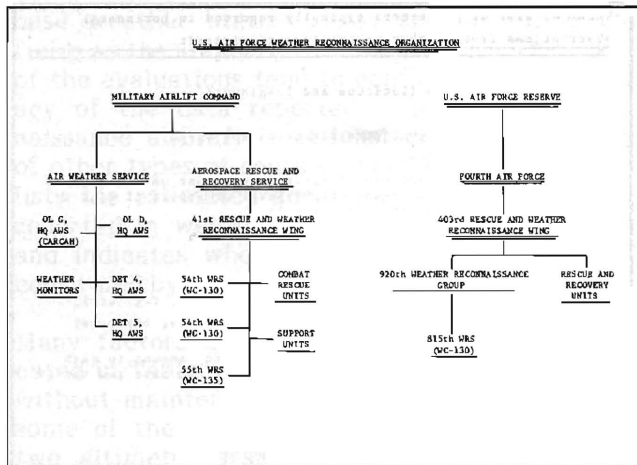 U.S. AIR FORCE WEATHER RECONNAISSANCE ORGANIZATION
MILITARY AIRLIFT COMMAND
U.S. AIR FORCE RESERVE
AIR WEATHER SERVICE
AEROSPACE RESCUE AND
RECOVERY SERVICE
FOURTH AIR FORCE
OL G,
HQ AWS
(CARCAH)
OL D,
HQ AWS
41st RESCUE AND WEATHER
RECONNAISSANCE WING
403rd RESCUE AND WEATHER
RECONNAISSANCE WING
WEATHER
MONITORS
DET 4,
HQ AWS
54th WRS
(WC-130)
COMBAT
RESCUE
UNITS
920th WEATHER RECONNAISSANCE
GROUP
RESCUE AND
RECOVERY
UNITS
DET 5,
HQ AWS
54th WRS
(WC-130)
SUPPORT
UNITS
815th WRS
(WC-130)
55th WRS
(WC-135)